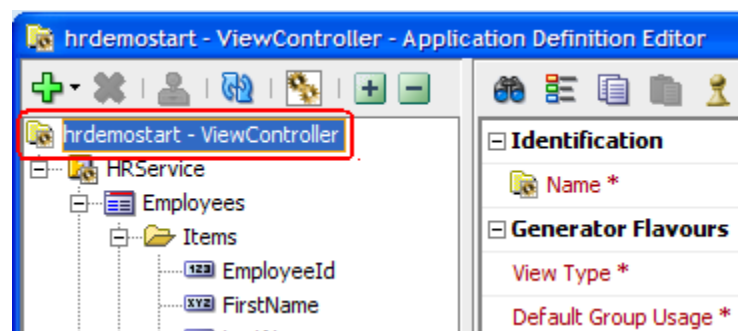 hrdemostart - ViewController - Application Definition Editor
hrdemostart - ViewController
HRService
Employees
Items
EmployeeId
FirstName
Identification
Name *
Generator Flavours
View Type *
Default Group Usage *